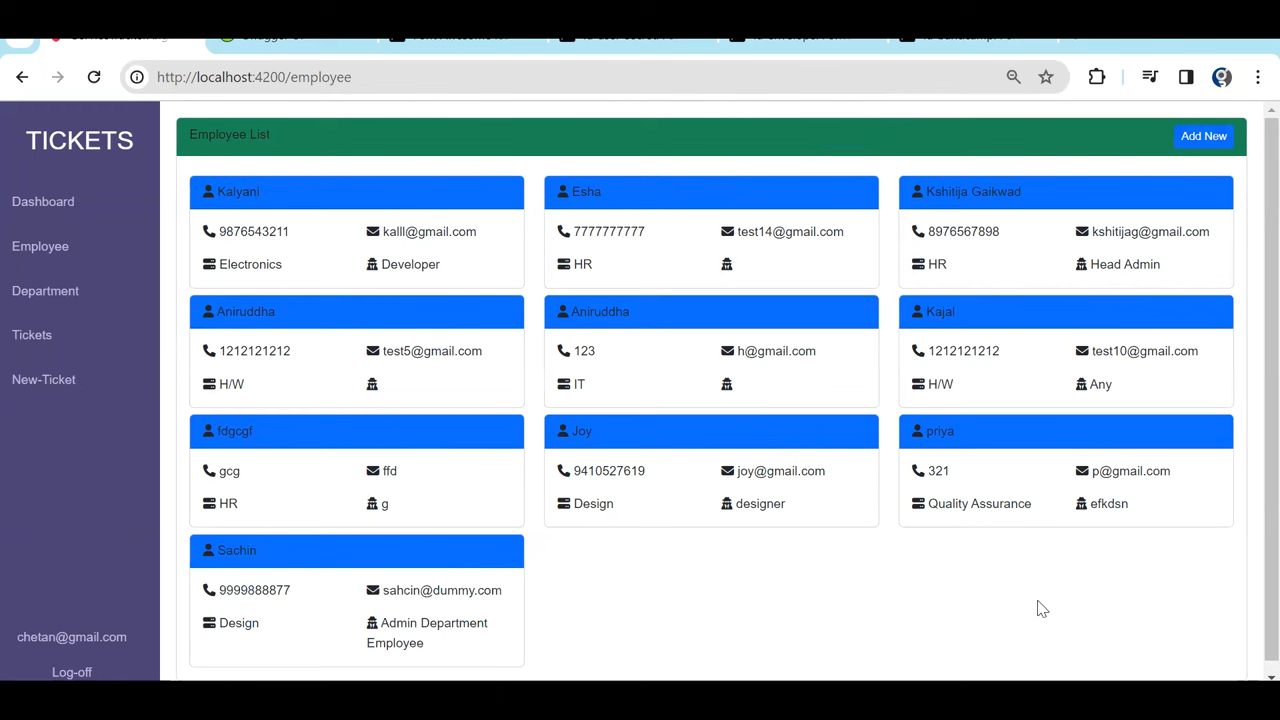 http://localhost:4200/employee
TICKETS
Dashboard
Employee
Department
Tickets
New-Ticket
chetan@gmail.com
Log-off
Employee List
Add New
Kalyani
9876543211
kalll@gmail.com
Electronics
Developer
Esha
7777777777
test14@gmail.com
HR
Kshitija Gaikwad
8976567898
kshitijag@gmail.com
HR
Head Admin
Aniruddha
1212121212
test5@gmail.com
H/W
Aniruddha
123
h@gmail.com
IT
Kajal
1212121212
test10@gmail.com
H/W
Any
fdgcgf
gcg
ffd
HR
g
Joy
9410527619
joy@gmail.com
Design
designer
priya
321
p@gmail.com
Quality Assurance
efkdsn
Sachin
9999888877
sahcin@dummy.com
Design
Admin Department
Employee